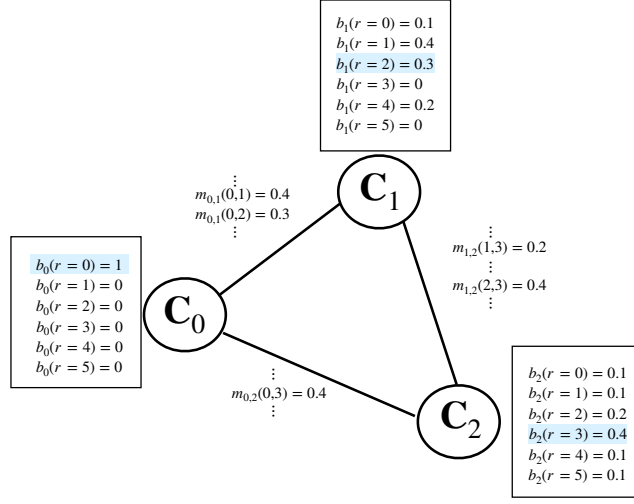 b₁(r = 0) = 0.1
b₁(r = 1) = 0.4
b₁(r = 2) = 0.3
b₁(r = 3) = 0
b₁(r = 4) = 0.2
b₁(r = 5) = 0
C₁
⋮
m₀,₁(0,1) = 0.4
m₀,₁(0,2) = 0.3
⋮
⋮
m₁,₂(1,3) = 0.2
⋮
m₁,₂(2,3) = 0.4
⋮
b₀(r = 0) = 1
b₀(r = 1) = 0
b₀(r = 2) = 0
b₀(r = 3) = 0
b₀(r = 4) = 0
b₀(r = 5) = 0
C₀
⋮
m₀,₂(0,3) = 0.4
⋮
C₂
b₂(r = 0) = 0.1
b₂(r = 1) = 0.1
b₂(r = 2) = 0.2
b₂(r = 3) = 0.4
b₂(r = 4) = 0.1
b₂(r = 5) = 0.1